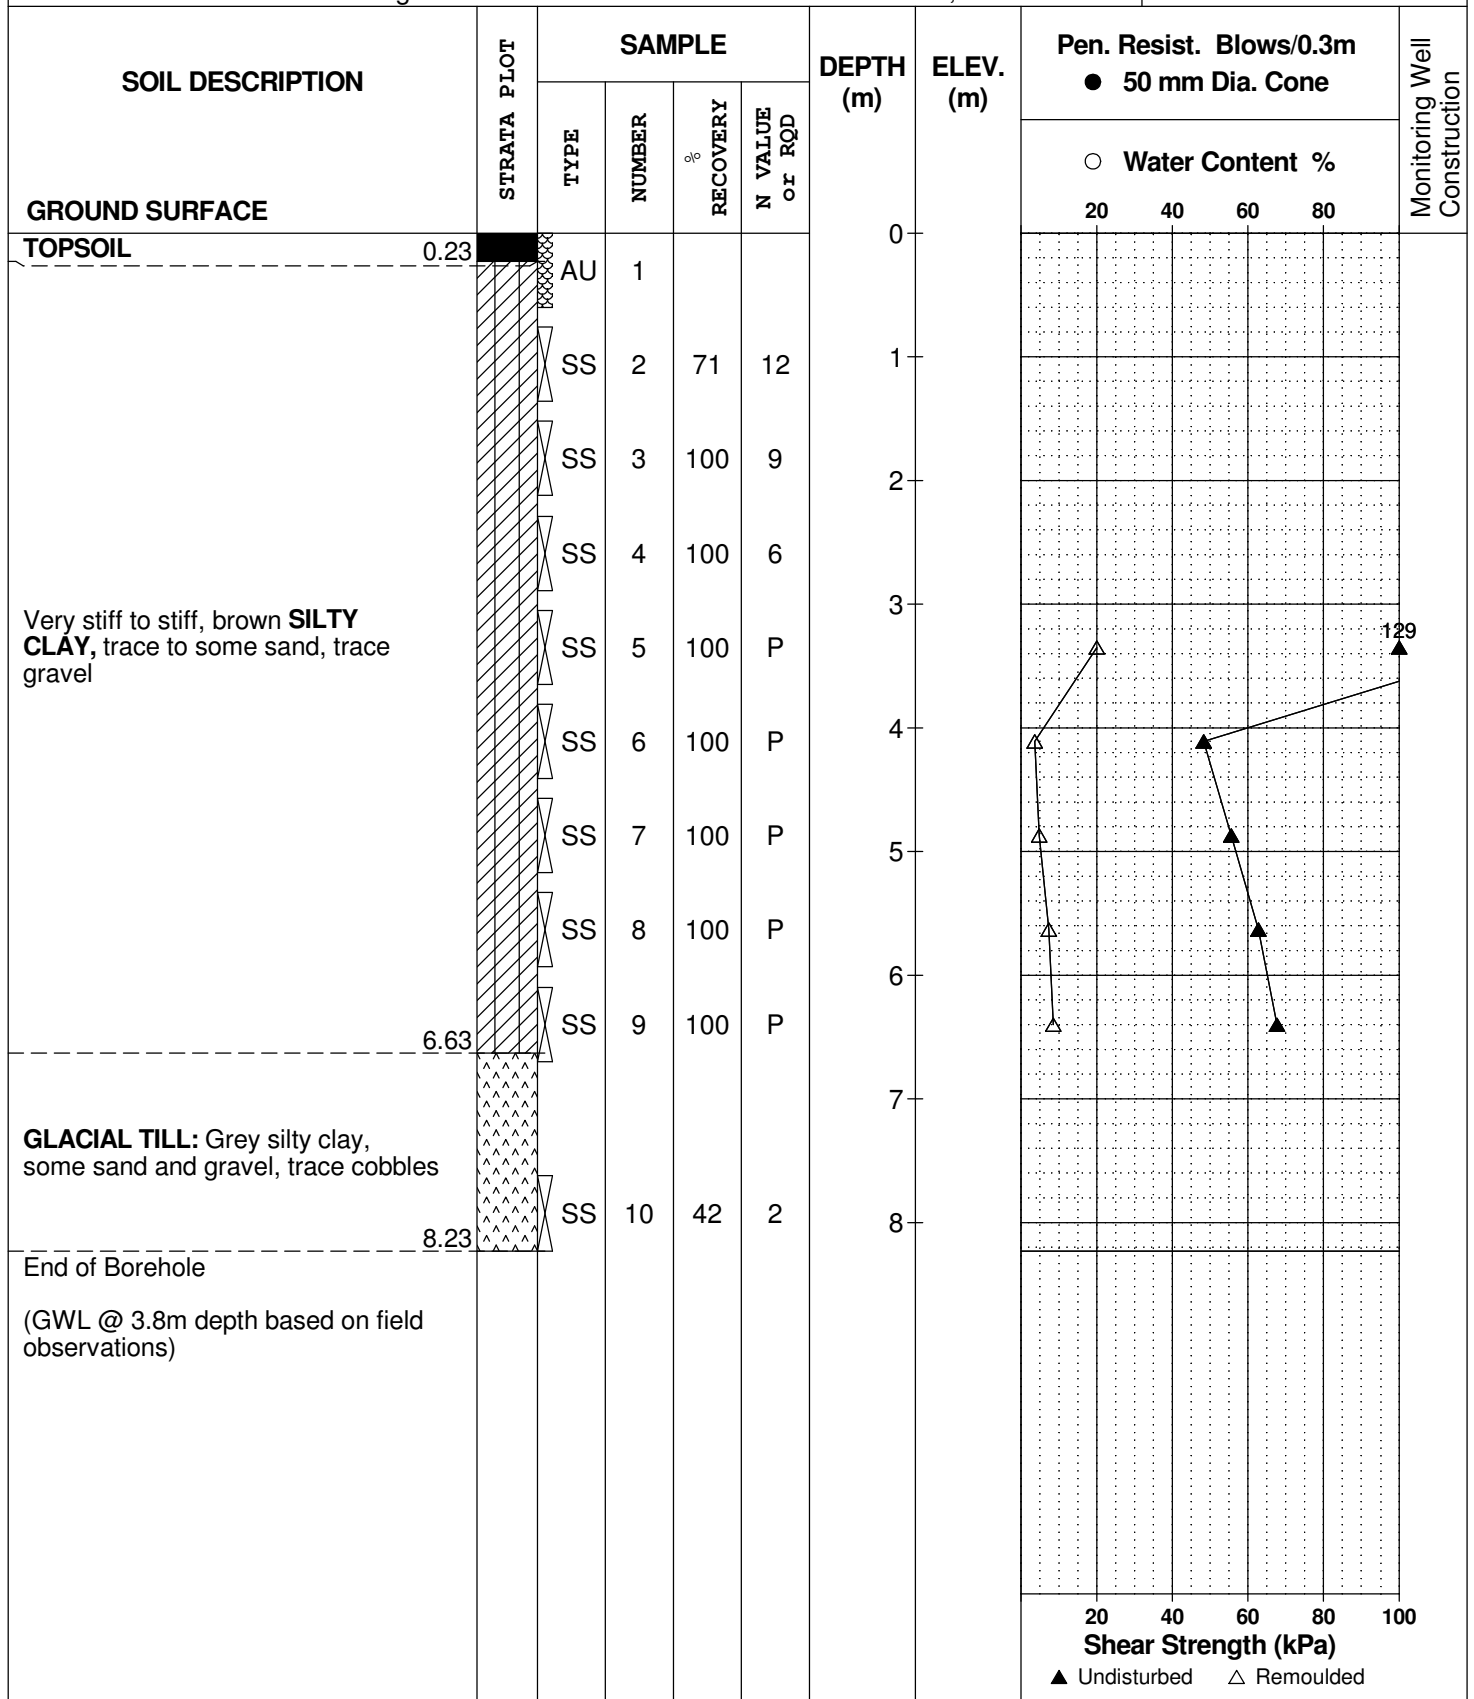 SOIL DESCRIPTION
GROUND SURFACE
STRATA PLOT
SAMPLE
TYPE
NUMBER
%
RECOVERY
N VALUE
or RQD
DEPTH
(m)
ELEV.
(m)
Pen. Resist. Blows/0.3m
● 50 mm Dia. Cone
○ Water Content %
20 40 60 80
Monitoring Well
Construction
TOPSOIL 0.23
AU 1
SS 2 71 12
SS 3 100 9
SS 4 100 6
Very stiff to stiff, brown SILTY
CLAY, trace to some sand, trace
gravel
SS 5 100 P
SS 6 100 P
SS 7 100 P
SS 8 100 P
SS 9 100 P
6.63
GLACIAL TILL: Grey silty clay,
some sand and gravel, trace cobbles
SS 10 42 2
8.23
End of Borehole
(GWL @ 3.8m depth based on field
observations)
0
1
2
3
4
5
6
7
8
129
20 40 60 80 100
Shear Strength (kPa)
▲ Undisturbed △ Remoulded